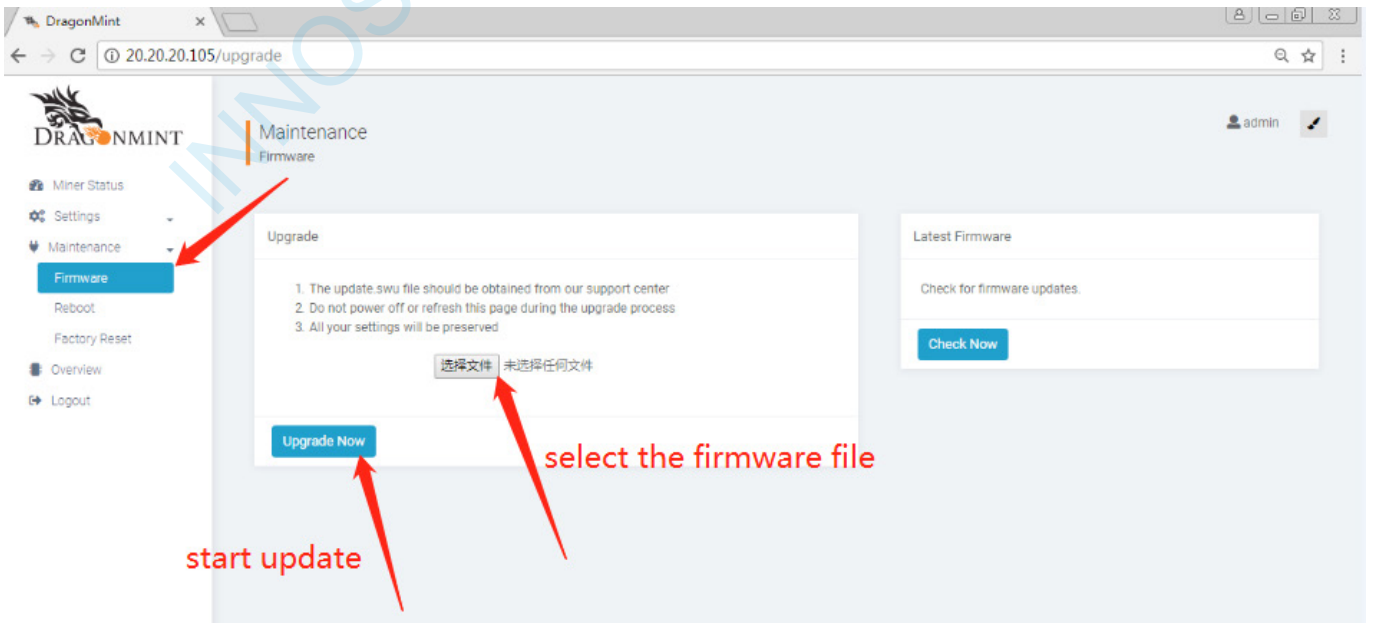 DragonMint
20.20.20.105/upgrade
DRAGONMINT
Maintenance
Firmware
admin
Miner Status
Settings
Maintenance
Firmware
Reboot
Factory Reset
Overview
Logout
Upgrade
1. The update.swu file should be obtained from our support center
2. Do not power off or refresh this page during the upgrade process
3. All your settings will be preserved
选择文件 未选择任何文件
Upgrade Now
Latest Firmware
Check for firmware updates.
Check Now
select the firmware file
start update
INNOS